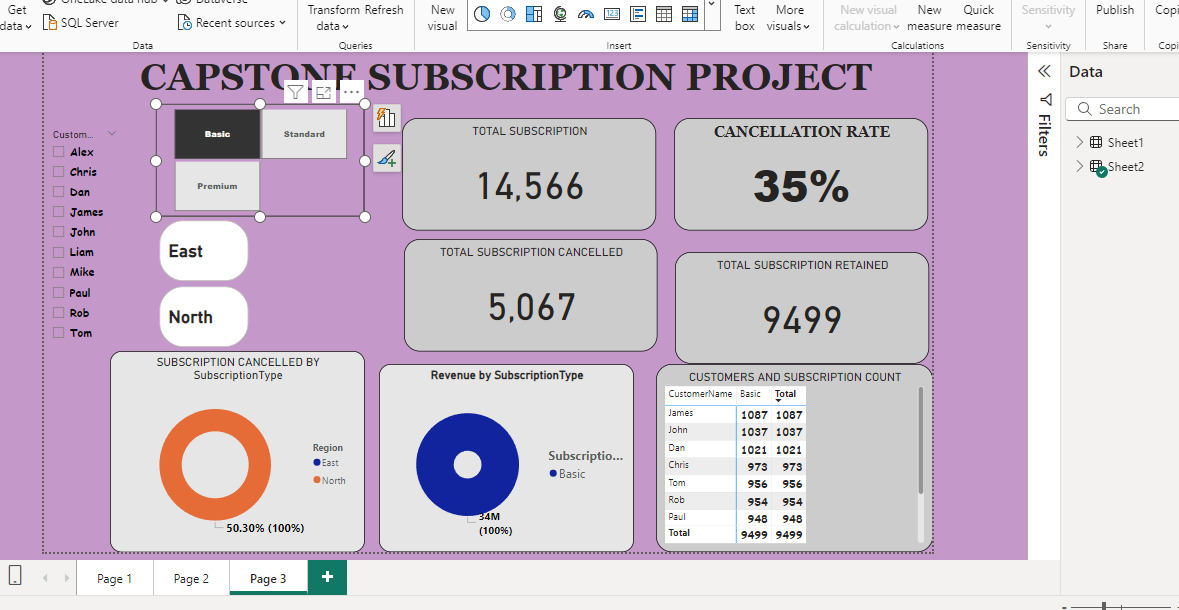 Get
data
OneLake data hub
Dataverse
SQL Server
Recent sources
Data
Transform
data
Refresh
Queries
New
visual
123
Insert
Text
box
More
visuals
New visual
calculation
New
measure
Quick
measure
Calculations
Sensitivity
Sensitivity
Publish
Share
Copi
Copi
CAPSTONE SUBSCRIPTION PROJECT
Custom...
Alex
Chris
Dan
James
John
Liam
Mike
Paul
Rob
Tom
Basic
Standard
Premium
East
North
TOTAL SUBSCRIPTION
14,566
CANCELLATION RATE
35%
TOTAL SUBSCRIPTION CANCELLED
5,067
TOTAL SUBSCRIPTION RETAINED
9499
SUBSCRIPTION CANCELLED BY
SubscriptionType
Region
East
North
50.30% (100%)
Revenue by SubscriptionType
Subscriptio...
Basic
34M
(100%)
CUSTOMERS AND SUBSCRIPTION COUNT
CustomerName Basic Total
James 1087 1087
John 1037 1037
Dan 1021 1021
Chris 973 973
Tom 956 956
Rob 954 954
Paul 948 948
Total 9499 9499
Filters
Data
Search
Sheet1
Sheet2
Page 1
Page 2
Page 3